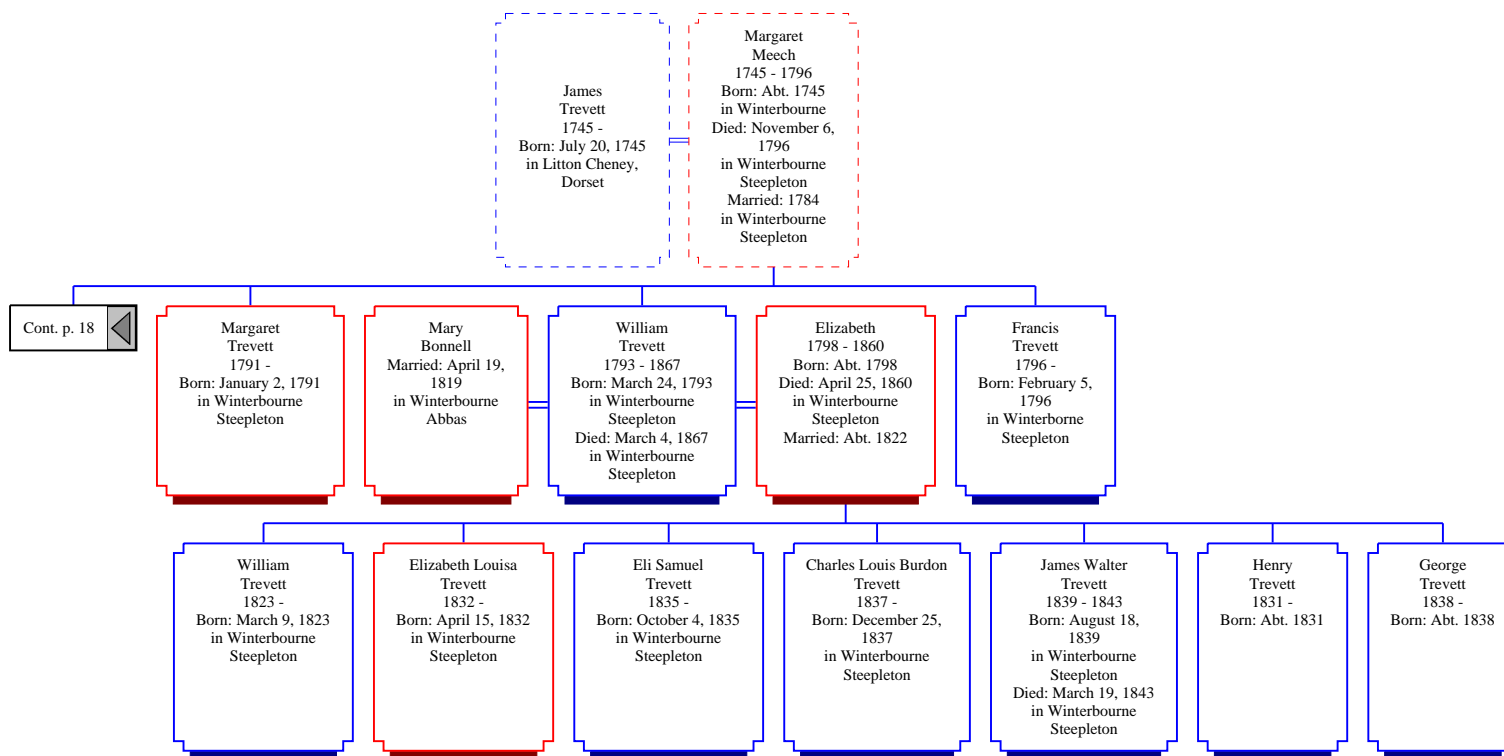 James
Trevett
1745 -
Born: July 20, 1745
in Litton Cheney,
Dorset
Margaret
Meech
1745 - 1796
Born: Abt. 1745
in Winterbourne
Died: November 6,
1796
in Winterbourne
Steepleton
Married: 1784
in Winterbourne
Steepleton
Cont. p. 18
Margaret
Trevett
1791 -
Born: January 2, 1791
in Winterbourne
Steepleton
Mary
Bonnell
Married: April 19,
1819
in Winterbourne
Abbas
William
Trevett
1793 - 1867
Born: March 24, 1793
in Winterbourne
Steepleton
Died: March 4, 1867
in Winterbourne
Steepleton
Elizabeth
1798 - 1860
Born: Abt. 1798
Died: April 25, 1860
in Winterbourne
Steepleton
Married: Abt. 1822
Francis
Trevett
1796 -
Born: February 5,
1796
in Winterborne
Steepleton
William
Trevett
1823 -
Born: March 9, 1823
in Winterbourne
Steepleton
Elizabeth Louisa
Trevett
1832 -
Born: April 15, 1832
in Winterbourne
Steepleton
Eli Samuel
Trevett
1835 -
Born: October 4, 1835
in Winterbourne
Steepleton
Charles Louis Burdon
Trevett
1837 -
Born: December 25,
1837
in Winterbourne
Steepleton
James Walter
Trevett
1839 - 1843
Born: August 18,
1839
in Winterbourne
Steepleton
Died: March 19, 1843
in Winterbourne
Steepleton
Henry
Trevett
1831 -
Born: Abt. 1831
George
Trevett
1838 -
Born: Abt. 1838